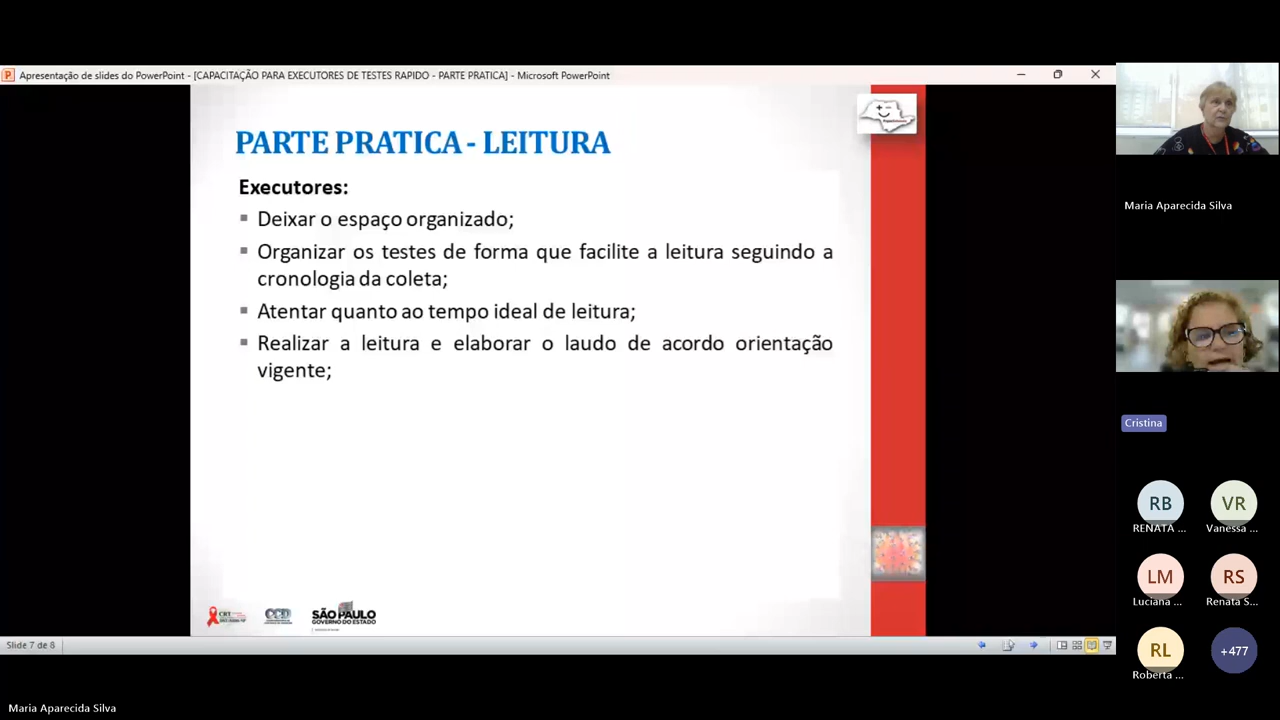 Apresentação de slides do PowerPoint - [CAPACITAÇÃO PARA EXECUTORES DE TESTES RAPIDO - PARTE PRATICA] - Microsoft PowerPoint
PARTE PRATICA - LEITURA
Executores:
Deixar o espaço organizado;
Organizar os testes de forma que facilite a leitura seguindo a
cronologia da coleta;
Atentar quanto ao tempo ideal de leitura;
Realizar a leitura e elaborar o laudo de acordo orientação
vigente;
CRT
CCD
SÃO PAULO
GOVERNO DO ESTADO
Slide 7 de 8
Maria Aparecida Silva
Maria Aparecida Silva
Cristina
RB
VR
RENATA ...
Vanessa ...
LM
RS
Luciana ...
Renata S...
RL
+477
Roberta ...